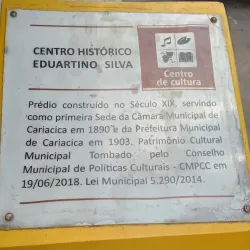 CENTRO HISTÓRICO
EDUARTINO SILVA
Centro
de cultura
Prédio construído no Século XIX, servindo
como primeira Sede da Câmara Municipal de
Cariacica em 1890 e da Prefeitura Municipal
de Cariacica em 1903. Patrimônio Cultural
Municipal Tombado pelo Conselho
Municipal de Políticas Culturais - CMPCC em
19/06/2018. Lei Municipal 5.290/2014.